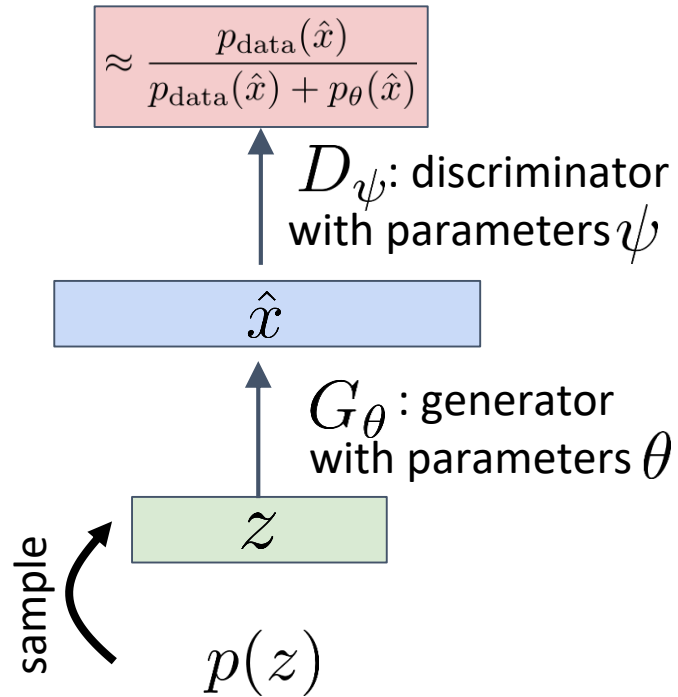 ≈ p_data(x̂) / (p_data(x̂) + p_θ(x̂))
D_ψ: discriminator
with parameters ψ
x̂
G_θ : generator
with parameters θ
z
sample
p(z)